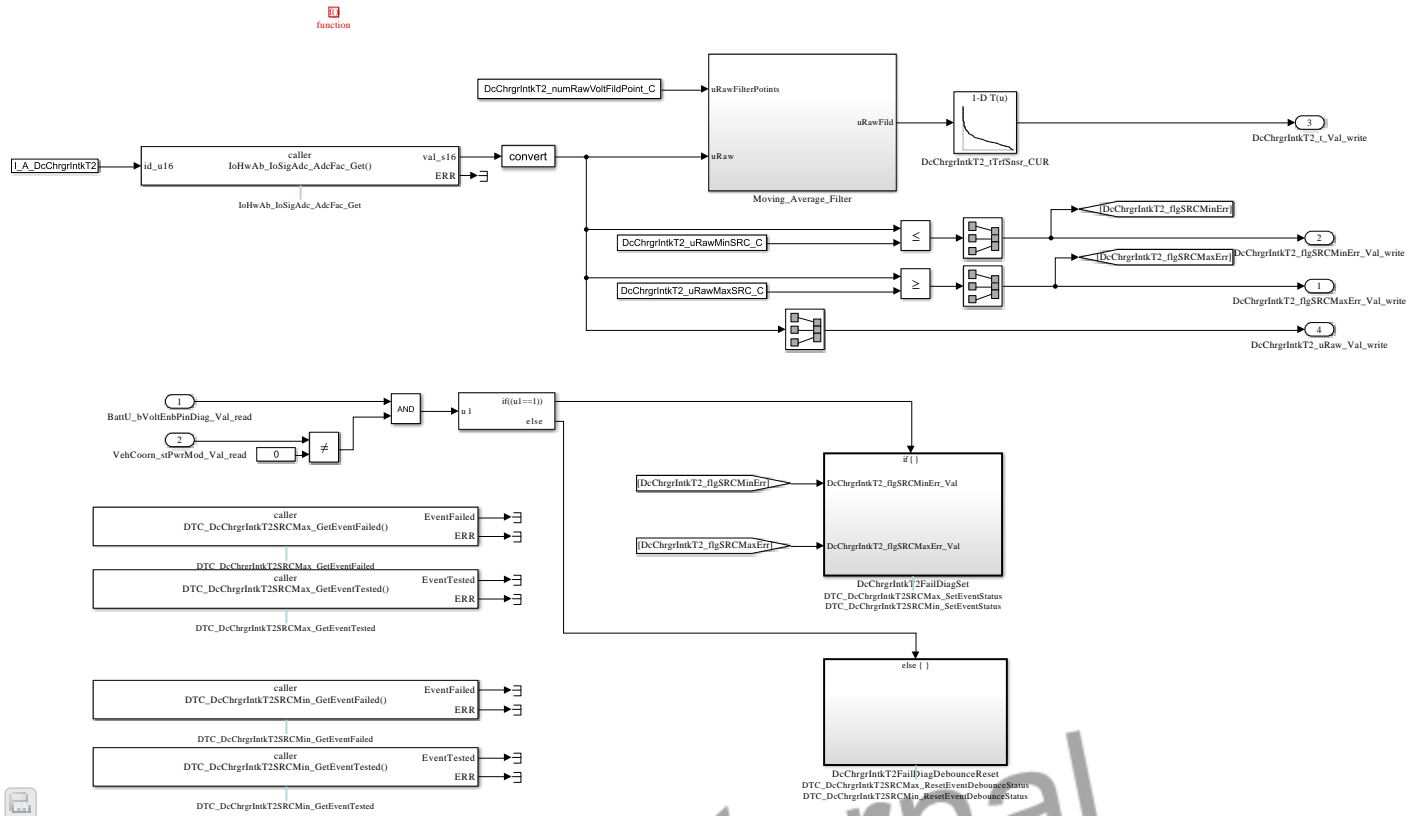 function
DcChrgrIntkT2_numRawVoltFildPoint_C
uRawFilterPotints
uRawFild
uRaw
Moving_Average_Filter
1-D T(u)
DcChrgrIntkT2_tTrfSnsr_CUR
3
DcChrgrIntkT2_t_Val_write
I_A_DcChrgrIntkT2
id_u16
caller
IoHwAb_IoSigAdc_AdcFac_Get()
val_s16
ERR
IoHwAb_IoSigAdc_AdcFac_Get
convert
DcChrgrIntkT2_uRawMinSRC_C
≤
[DcChrgrIntkT2_flgSRCMinErr]
2
DcChrgrIntkT2_flgSRCMinErr_Val_write
DcChrgrIntkT2_uRawMaxSRC_C
≥
[DcChrgrIntkT2_flgSRCMaxErr]
1
DcChrgrIntkT2_flgSRCMaxErr_Val_write
4
DcChrgrIntkT2_uRaw_Val_write
1
BattU_bVoltEnbPinDiag_Val_read
2
VehCoorn_stPwrMod_Val_read
0
≠
AND
u1
if((u1==1))
else
if { }
[DcChrgrIntkT2_flgSRCMinErr]
DcChrgrIntkT2_flgSRCMinErr_Val
[DcChrgrIntkT2_flgSRCMaxErr]
DcChrgrIntkT2_flgSRCMaxErr_Val
DcChrgrIntkT2FailDiagSet
DTC_DcChrgrIntkT2SRCMax_SetEventStatus
DTC_DcChrgrIntkT2SRCMin_SetEventStatus
caller
DTC_DcChrgrIntkT2SRCMax_GetEventFailed()
EventFailed
ERR
DTC_DcChrgrIntkT2SRCMax_GetEventFailed
caller
DTC_DcChrgrIntkT2SRCMax_GetEventTested()
EventTested
ERR
DTC_DcChrgrIntkT2SRCMax_GetEventTested
else { }
DcChrgrIntkT2FailDiagDebounceReset
DTC_DcChrgrIntkT2SRCMax_ResetEventDebounceStatus
DTC_DcChrgrIntkT2SRCMin_ResetEventDebounceStatus
caller
DTC_DcChrgrIntkT2SRCMin_GetEventFailed()
EventFailed
ERR
DTC_DcChrgrIntkT2SRCMin_GetEventFailed
caller
DTC_DcChrgrIntkT2SRCMin_GetEventTested()
EventTested
ERR
DTC_DcChrgrIntkT2SRCMin_GetEventTested